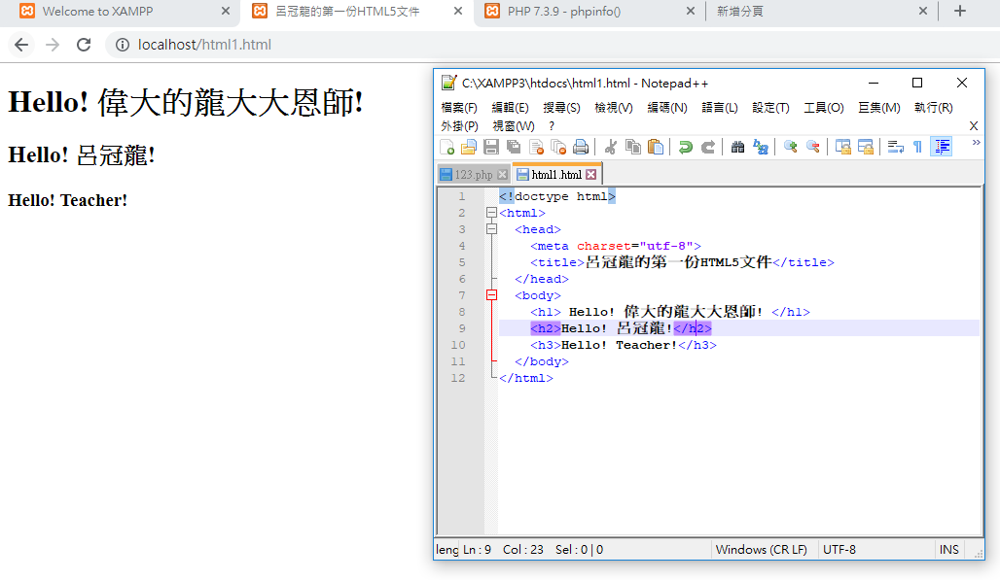 Welcome to XAMPP
呂冠龍的第一份HTML5文件
PHP 7.3.9 - phpinfo()
新增分頁
localhost/html1.html
Hello! 偉大的龍大大恩師!
Hello! 呂冠龍!
Hello! Teacher!
C:\XAMPP3\htdocs\html1.html - Notepad++
檔案(F) 編輯(E) 搜尋(S) 檢視(V) 編碼(N) 語言(L) 設定(T) 工具(O) 巨集(M) 執行(R)
外掛(P) 視窗(W) ? X
123.php html1.html
1 <!doctype html>
2 <html>
3 <head>
4 <meta charset="utf-8">
5 <title>呂冠龍的第一份HTML5文件</title>
6 </head>
7 <body>
8 <h1> Hello! 偉大的龍大大恩師! </h1>
9 <h2>Hello! 呂冠龍!</h2>
10 <h3>Hello! Teacher!</h3>
11 </body>
12 </html>
leng Ln : 9 Col : 23 Sel : 0 | 0 Windows (CR LF) UTF-8 INS